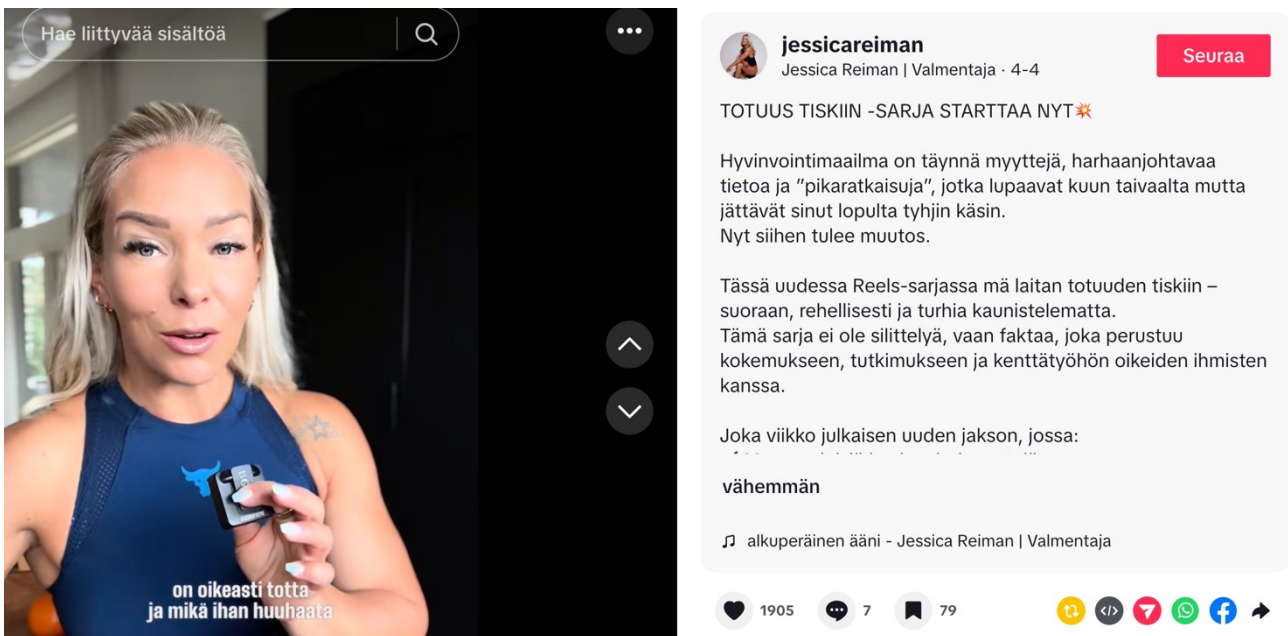 Hae liittyvää sisältöä
on oikeasti totta
ja mikä ihan huuhaata
jessicareiman
Jessica Reiman | Valmentaja · 4-4
Seuraa
TOTUUS TISKIIN -SARJA STARTTAA NYT💥
Hyvinvointimaailma on täynnä myyttejä, harhaanjohtavaa
tietoa ja ”pikaratkaisuja”, jotka lupaavat kuun taivaalta mutta
jättävät sinut lopulta tyhjin käsin.
Nyt siihen tulee muutos.
Tässä uudessa Reels-sarjassa mä laitan totuuden tiskiin –
suoraan, rehellisesti ja turhia kaunistelematta.
Tämä sarja ei ole silittelyä, vaan faktaa, joka perustuu
kokemukseen, tutkimukseen ja kenttätyöhön oikeiden ihmisten
kanssa.
Joka viikko julkaisen uuden jakson, jossa:
vähemmän
alkuperäinen ääni - Jessica Reiman | Valmentaja
1905
7
79